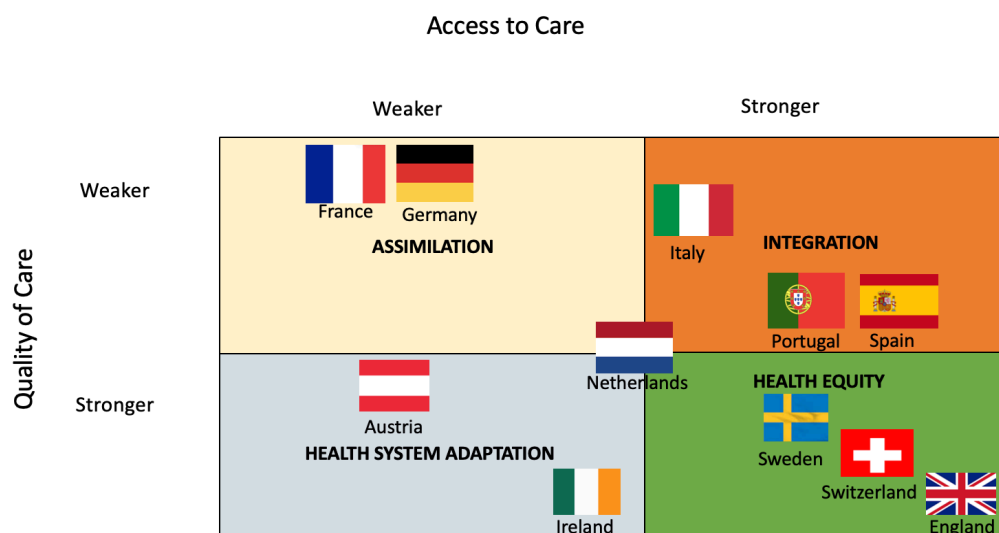 Access to Care
Weaker
Stronger
Weaker
France
Germany
ASSIMILATION
Italy
INTEGRATION
Portugal
Spain
Quality of Care
Stronger
Netherlands
Austria
HEALTH SYSTEM ADAPTATION
Ireland
HEALTH EQUITY
Sweden
Switzerland
England